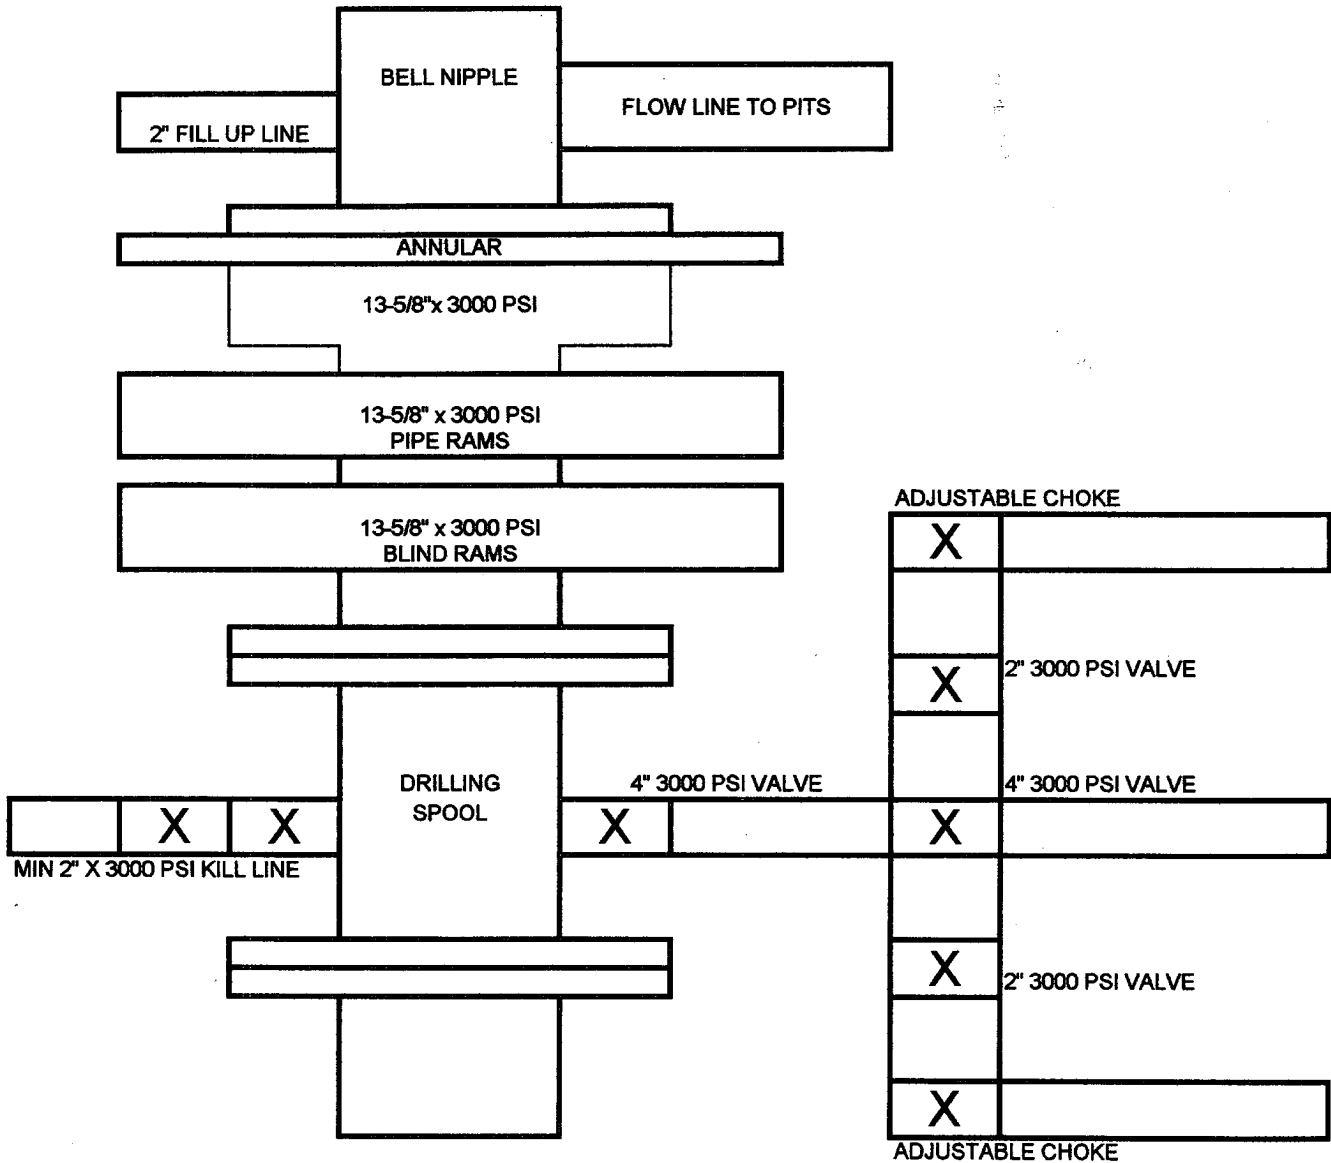 BELL NIPPLE
FLOW LINE TO PITS
2" FILL UP LINE
ANNULAR
13-5/8"x 3000 PSI
13-5/8" x 3000 PSI
PIPE RAMS
13-5/8" x 3000 PSI
BLIND RAMS
ADJUSTABLE CHOKE
X
2" 3000 PSI VALVE
X
DRILLING
SPOOL
4" 3000 PSI VALVE
4" 3000 PSI VALVE
X X X X
MIN 2" X 3000 PSI KILL LINE
X
2" 3000 PSI VALVE
X
ADJUSTABLE CHOKE